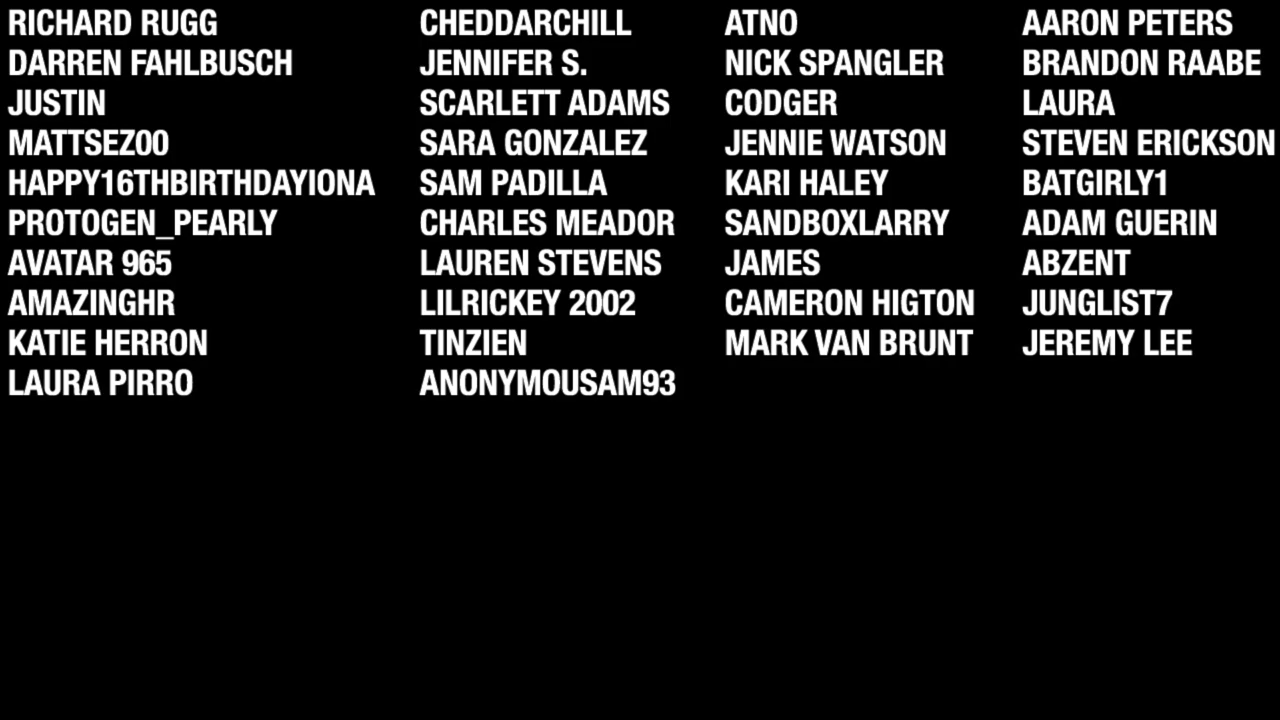 RICHARD RUGG
DARREN FAHLBUSCH
JUSTIN
MATTSEZ00
HAPPY16THBIRTHDAYIONA
PROTOGEN_PEARLY
AVATAR 965
AMAZINGHR
KATIE HERRON
LAURA PIRRO
CHEDDARCHILL
JENNIFER S.
SCARLETT ADAMS
SARA GONZALEZ
SAM PADILLA
CHARLES MEADOR
LAUREN STEVENS
LILRICKEY 2002
TINZIEN
ANONYMOUSAM93
ATNO
NICK SPANGLER
CODGER
JENNIE WATSON
KARI HALEY
SANDBOXLARRY
JAMES
CAMERON HIGTON
MARK VAN BRUNT
AARON PETERS
BRANDON RAABE
LAURA
STEVEN ERICKSON
BATGIRLY1
ADAM GUERIN
ABZENT
JUNGLIST7
JEREMY LEE